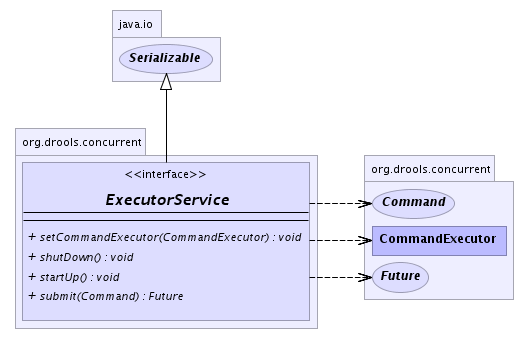 java.io
Serializable
org.drools.concurrent
<<interface>>
ExecutorService
+ setCommandExecutor(CommandExecutor) : void
+ shutDown() : void
+ startUp() : void
+ submit(Command) : Future
org.drools.concurrent
Command
CommandExecutor
Future